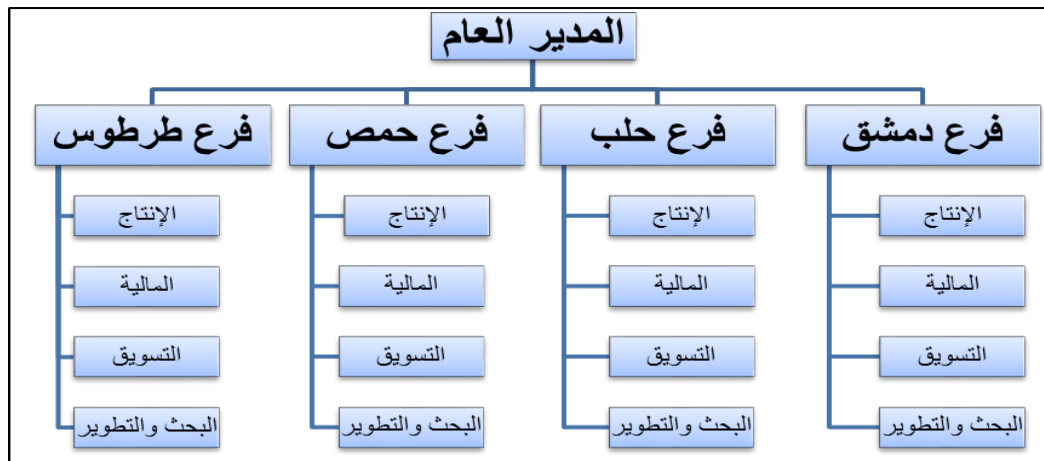 المدير العام
فرع دمشق
فرع حلب
فرع حمص
فرع طرطوس
الإنتاج
الإنتاج
الإنتاج
الإنتاج
المالية
المالية
المالية
المالية
التسويق
التسويق
التسويق
التسويق
البحث والتطوير
البحث والتطوير
البحث والتطوير
البحث والتطوير